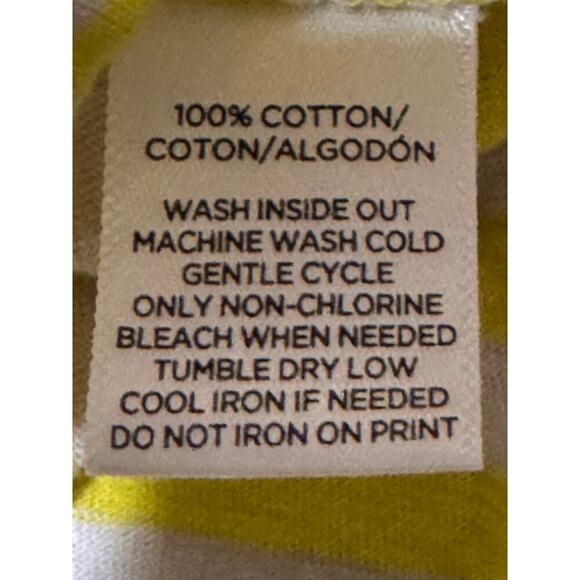 100% COTTON/
COTON/ALGODÓN
WASH INSIDE OUT
MACHINE WASH COLD
GENTLE CYCLE
ONLY NON-CHLORINE
BLEACH WHEN NEEDED
TUMBLE DRY LOW
COOL IRON IF NEEDED
DO NOT IRON ON PRINT